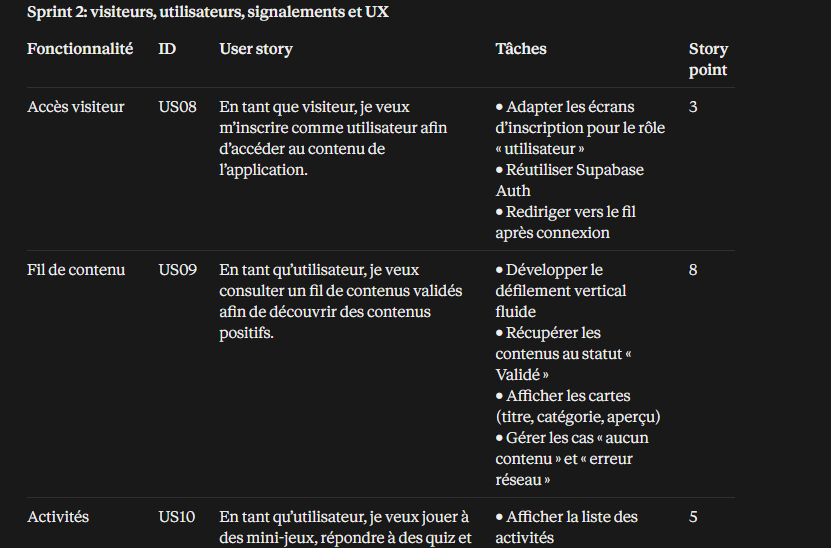 Sprint 2: visiteurs, utilisateurs, signalements et UX
Fonctionnalité ID User story Tâches Story
point
Accès visiteur US08 En tant que visiteur, je veux • Adapter les écrans 3
m’inscrire comme utilisateur afin d’inscription pour le rôle
d’accéder au contenu de « utilisateur »
l’application. • Réutiliser Supabase
Auth
• Rediriger vers le fil
après connexion
Fil de contenu US09 En tant qu’utilisateur, je veux • Développer le 8
consulter un fil de contenus validés défilement vertical
afin de découvrir des contenus fluide
positifs. • Récupérer les
contenus au statut «
Validé »
• Afficher les cartes
(titre, catégorie, aperçu)
• Gérer les cas « aucun
contenu » et « erreur
réseau »
Activités US10 En tant qu’utilisateur, je veux jouer à • Afficher la liste des 5
des mini-jeux, répondre à des quiz et activités